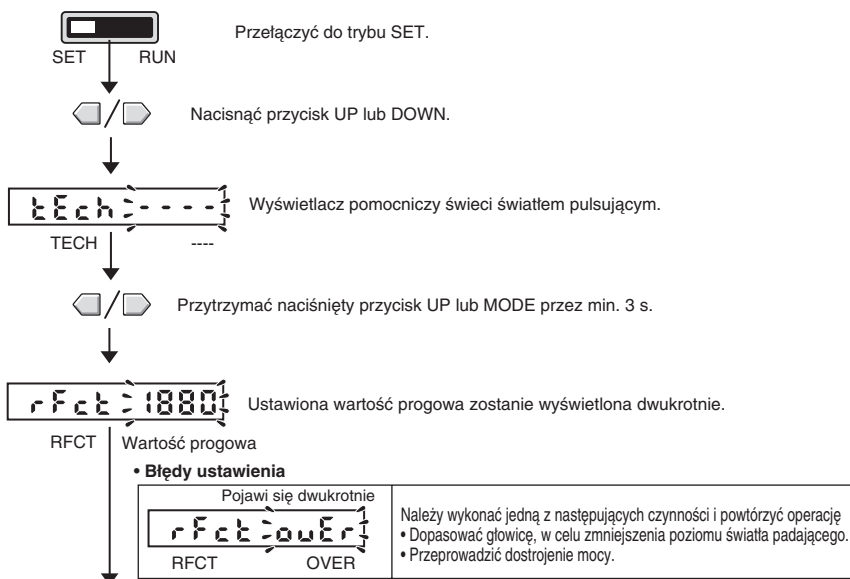 Przełączyć do trybu SET.
SET RUN
Nacisnąć przycisk UP lub DOWN.
tEch - - - -
Wyświetlacz pomocniczy świeci światłem pulsującym.
TECH ----
Przytrzymać naciśnięty przycisk UP lub MODE przez min. 3 s.
rFct 1880
Ustawiona wartość progowa zostanie wyświetlona dwukrotnie.
RFCT Wartość progowa
• Błędy ustawienia
Pojawi się dwukrotnie
rFct ouEr
RFCT OVER
Należy wykonać jedną z następujących czynności i powtórzyć operację
• Dopasować głowicę, w celu zmniejszenia poziomu światła padającego.
• Przeprowadzić dostrojenie mocy.